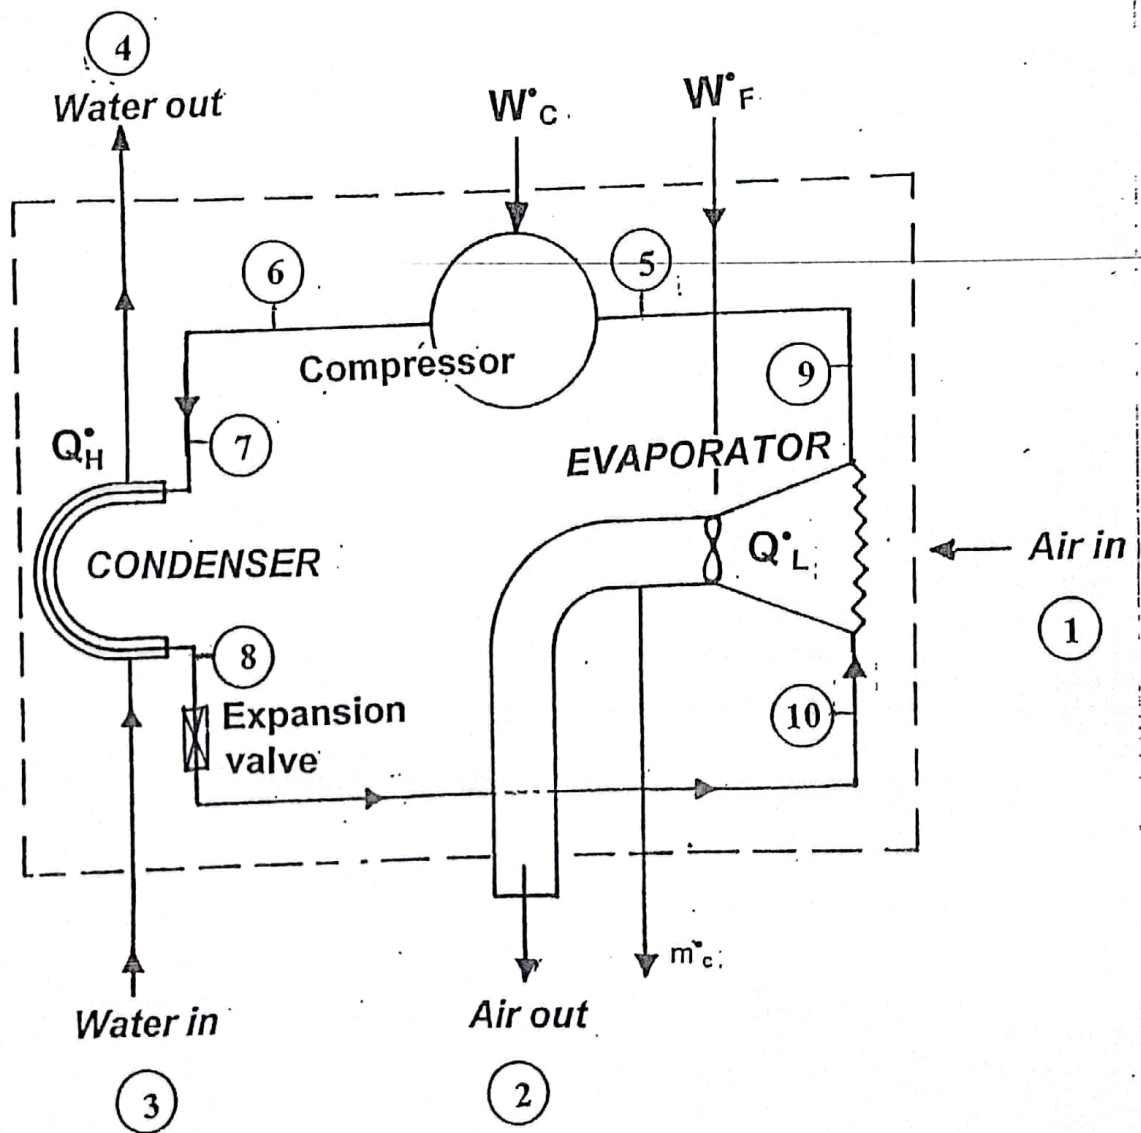 4
Water out
W°C
W°F
6
5
Compressor
9
Q°H
7
EVAPORATOR
CONDENSER
Q°L
Air in
1
8
Expansion
valve
10
m°c
Water in
Air out
3
2